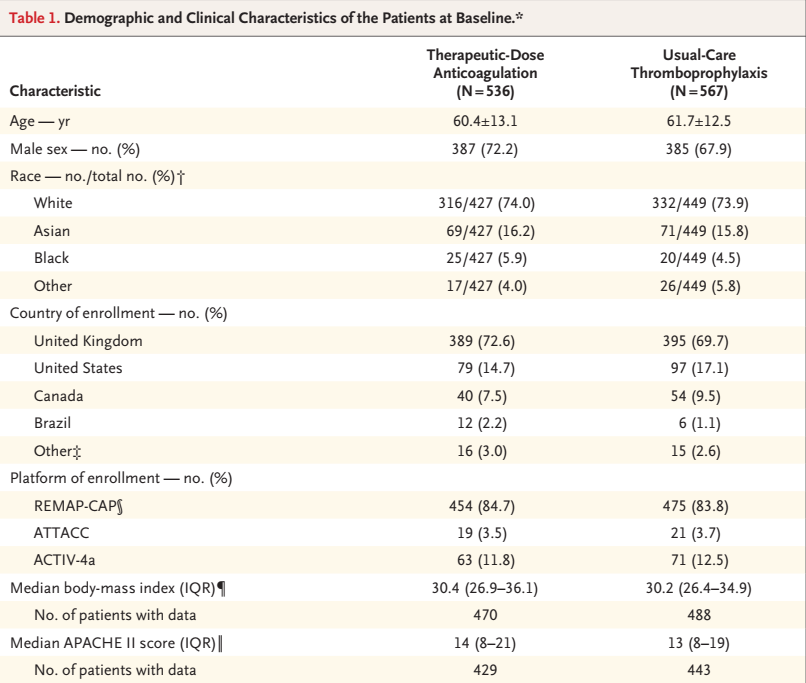 Table 1. Demographic and Clinical Characteristics of the Patients at Baseline.*
Characteristic Therapeutic-Dose Anticoagulation (N=536) Usual-Care Thromboprophylaxis (N=567)
Age — yr 60.4±13.1 61.7±12.5
Male sex — no. (%) 387 (72.2) 385 (67.9)
Race — no./total no. (%)†
White 316/427 (74.0) 332/449 (73.9)
Asian 69/427 (16.2) 71/449 (15.8)
Black 25/427 (5.9) 20/449 (4.5)
Other 17/427 (4.0) 26/449 (5.8)
Country of enrollment — no. (%)
United Kingdom 389 (72.6) 395 (69.7)
United States 79 (14.7) 97 (17.1)
Canada 40 (7.5) 54 (9.5)
Brazil 12 (2.2) 6 (1.1)
Other‡ 16 (3.0) 15 (2.6)
Platform of enrollment — no. (%)
REMAP-CAP§ 454 (84.7) 475 (83.8)
ATTACC 19 (3.5) 21 (3.7)
ACTIV-4a 63 (11.8) 71 (12.5)
Median body-mass index (IQR)¶ 30.4 (26.9–36.1) 30.2 (26.4–34.9)
No. of patients with data 470 488
Median APACHE II score (IQR)‖ 14 (8–21) 13 (8–19)
No. of patients with data 429 443